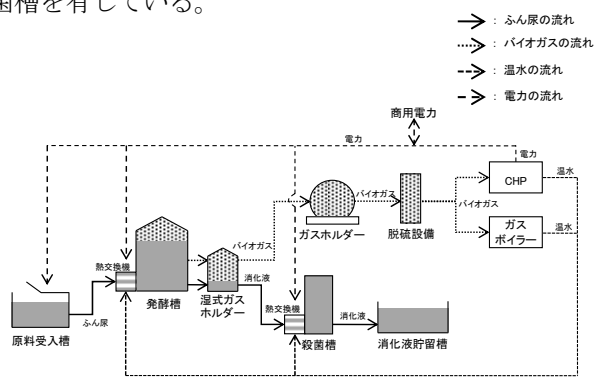 菌槽を有している。
： ふん尿の流れ
： バイオガスの流れ
： 温水の流れ
： 電力の流れ
商用電力
電力
電力
温水
CHP
バイオガス
バイオガス
ガスホルダー
脱硫設備
ガス
ボイラー
温水
バイオガス
熱交換機
発酵槽
消化液
湿式ガス
ホルダー
熱交換機
消化液
ふん尿
原料受入槽
殺菌槽
消化液貯留槽